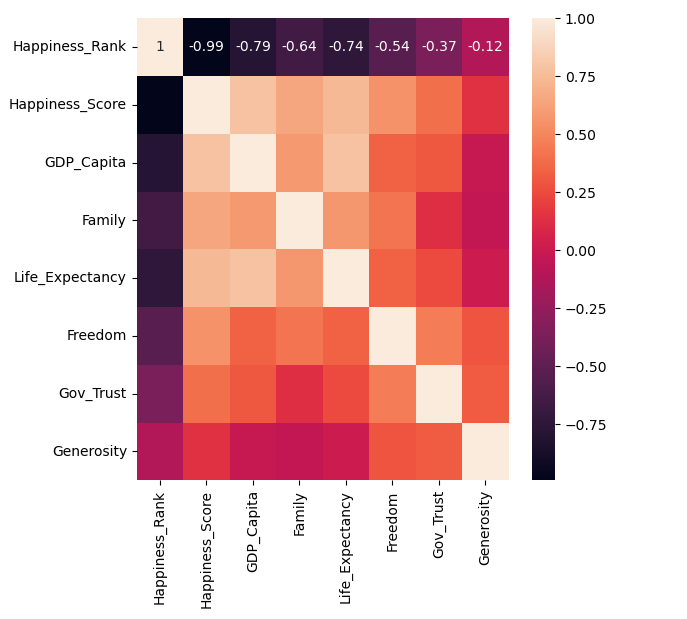 Happiness_Rank 1 -0.99 -0.79 -0.64 -0.74 -0.54 -0.37 -0.12
Happiness_Score
GDP_Capita
Family
Life_Expectancy
Freedom
Gov_Trust
Generosity
Happiness_Rank
Happiness_Score
GDP_Capita
Family
Life_Expectancy
Freedom
Gov_Trust
Generosity
1.00
0.75
0.50
0.25
0.00
−0.25
−0.50
−0.75